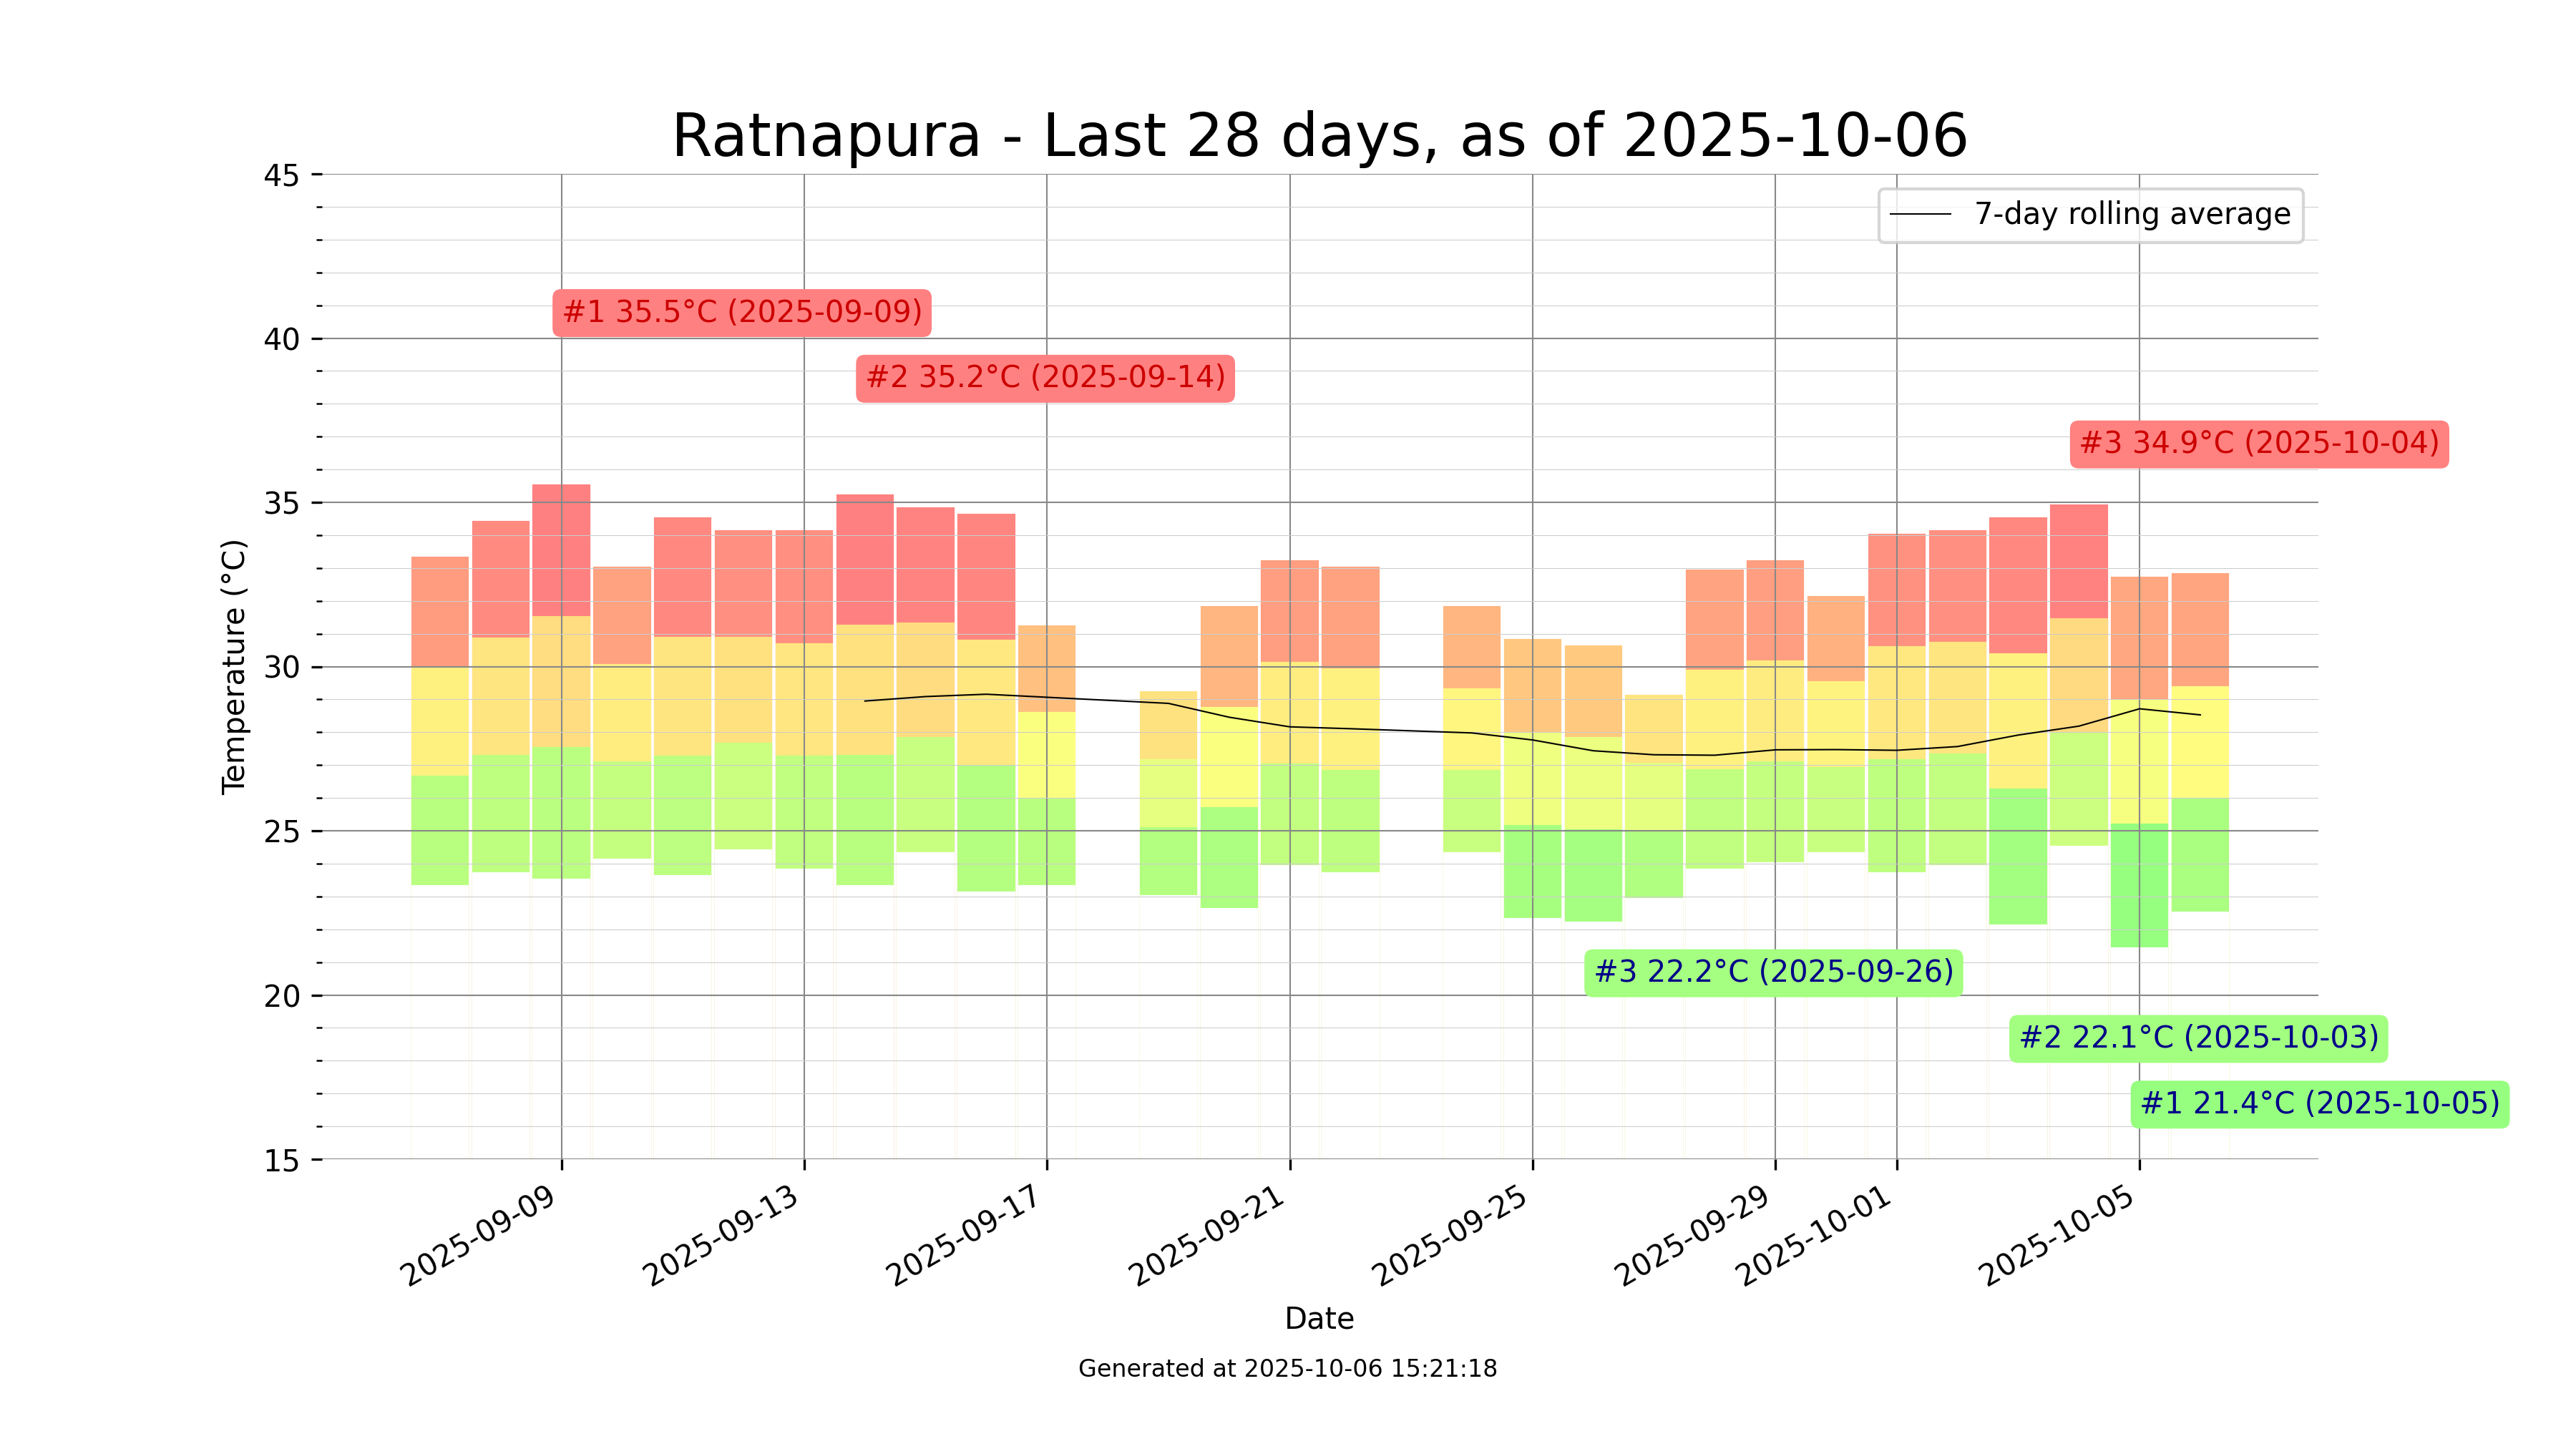 Ratnapura - Last 28 days, as of 2025-10-06
7-day rolling average
#1 35.5°C (2025-09-09)
#2 35.2°C (2025-09-14)
#3 34.9°C (2025-10-04)
#3 22.2°C (2025-09-26)
#2 22.1°C (2025-10-03)
#1 21.4°C (2025-10-05)
Temperature (°C)
45
40
35
30
25
20
15
2025-09-09
2025-09-13
2025-09-17
2025-09-21
2025-09-25
2025-09-29
2025-10-01
2025-10-05
Date
Generated at 2025-10-06 15:21:18